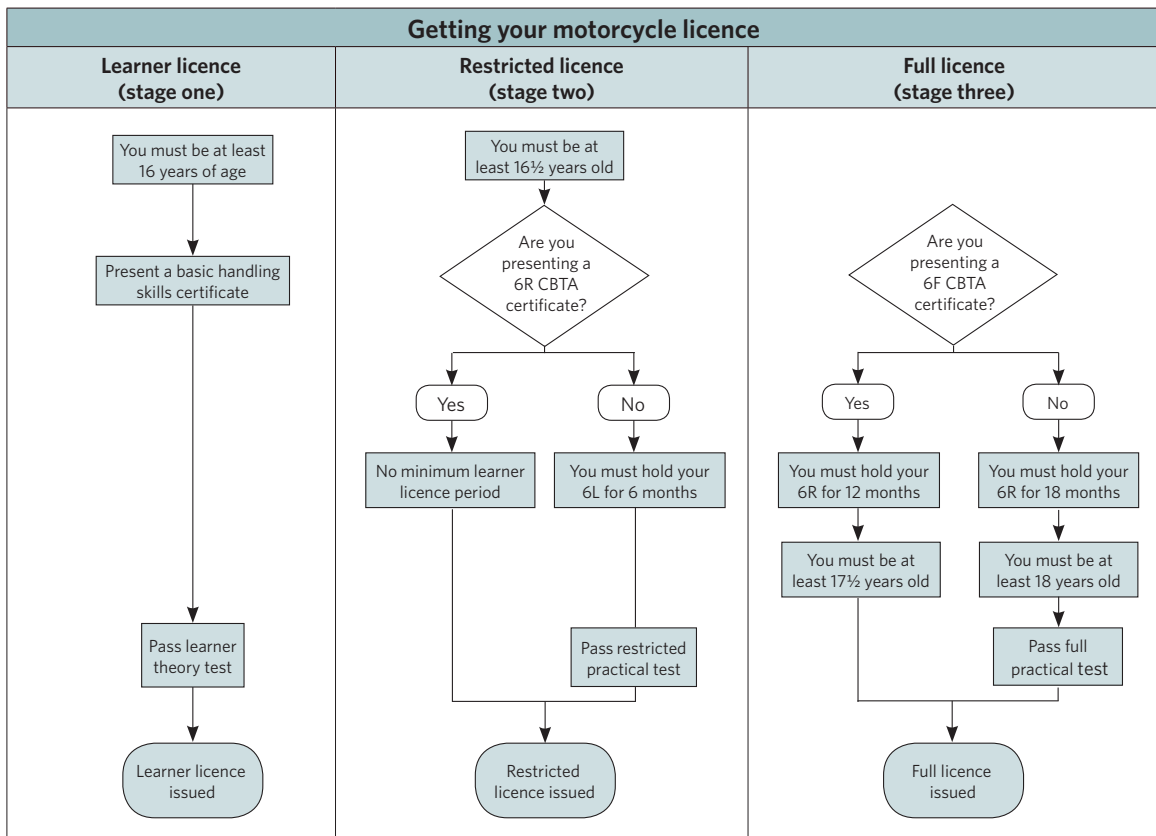 Getting your motorcycle licence
Learner licence
(stage one)
Restricted licence
(stage two)
Full licence
(stage three)
You must be at least
16 years of age
Present a basic handling
skills certificate
Pass learner
theory test
Learner licence
issued
You must be at
least 16½ years old
Are you
presenting a
6R CBTA
certificate?
Yes
No
No minimum learner
licence period
You must hold your
6L for 6 months
Pass restricted
practical test
Restricted
licence issued
Are you
presenting a
6F CBTA
certificate?
Yes
No
You must hold your
6R for 12 months
You must hold your
6R for 18 months
You must be at
least 17½ years old
You must be at
least 18 years old
Pass full
practical test
Full licence
issued